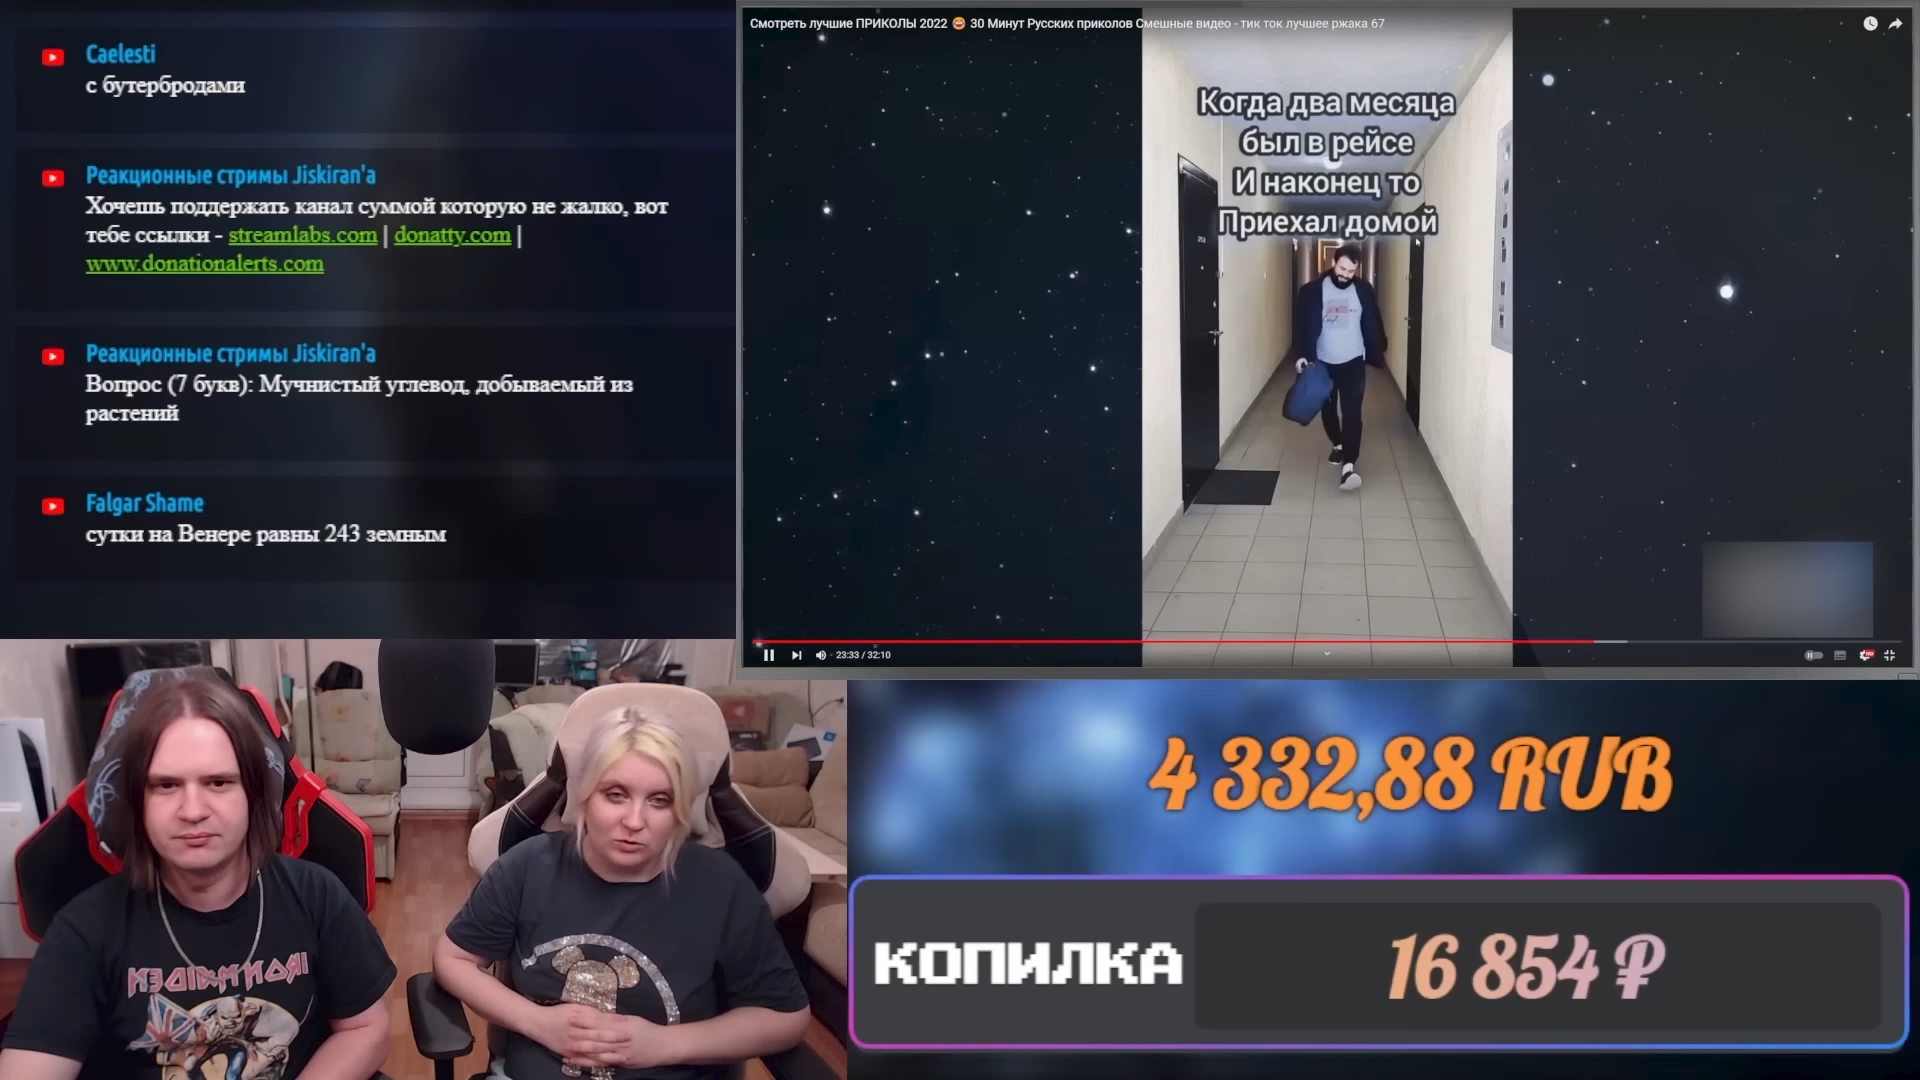 Caelesti
с бутербродами
Реакционные стримы Jiskiran'a
Хочешь поддержать канал суммой которую не жалко, вот
тебе ссылки - streamlabs.com | donatty.com |
www.donationalerts.com
Реакционные стримы Jiskiran'a
Вопрос (7 букв): Мучнистый углевод, добываемый из
растений
Falgar Shame
сутки на Венере равны 243 земным
Смотреть лучшие ПРИКОЛЫ 2022 😁 30 Минут Русских приколов Смешные видео - тик ток лучшее ржака 67
Когда два месяца
был в рейсе
И наконец то
Приехал домой
23:33 / 32:10
4 332,88 RUB
КОПИЛКА
16 854 ₽